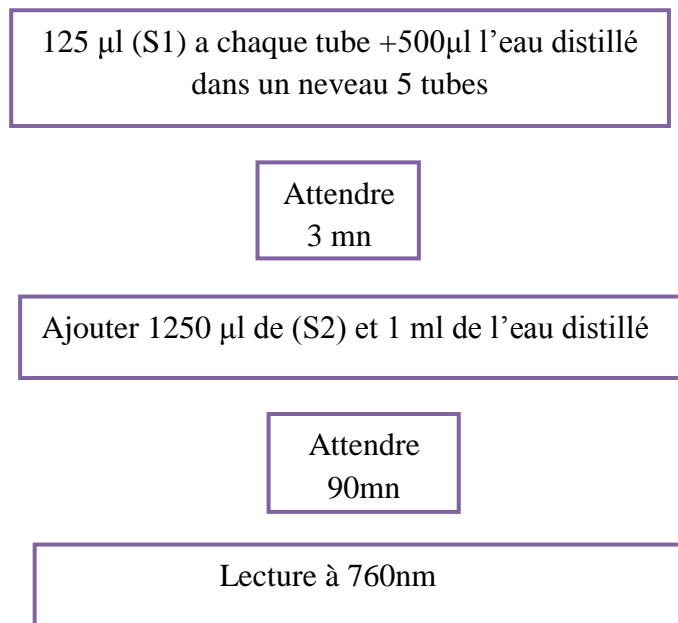 125 µl (S1) a chaque tube +500µl l’eau distillé
dans un neveau 5 tubes
Attendre
3 mn
Ajouter 1250 µl de (S2) et 1 ml de l’eau distillé
Attendre
90mn
Lecture à 760nm